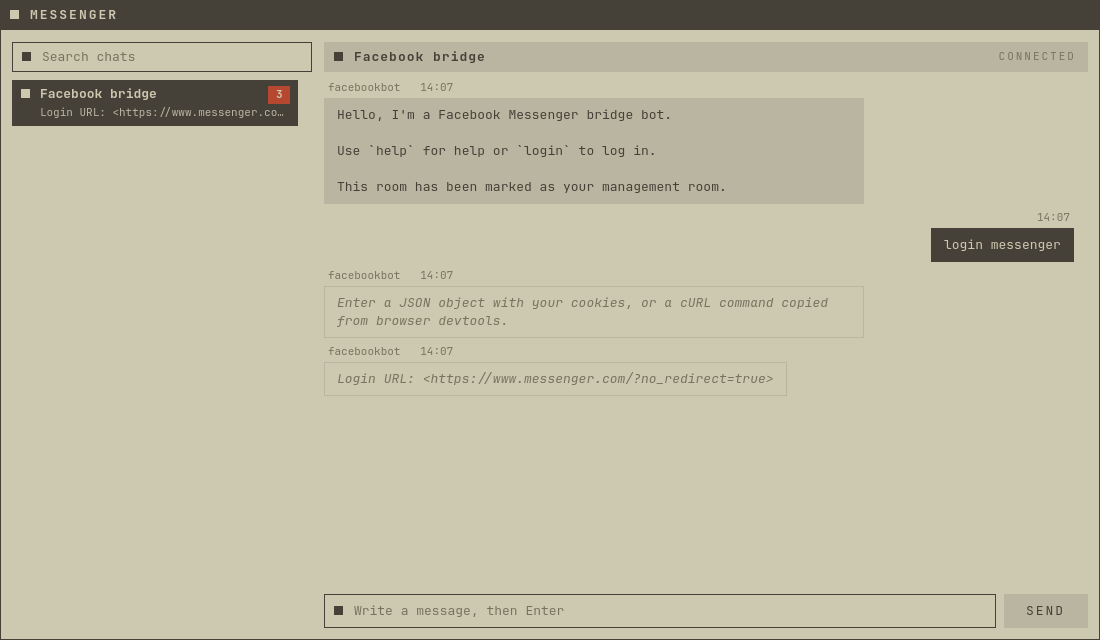 MESSENGER
Search chats
Facebook bridge
3
Login URL: <https://www.messenger.co…
Facebook bridge
CONNECTED
facebookbot 14:07
Hello, I'm a Facebook Messenger bridge bot.
Use `help` for help or `login` to log in.
This room has been marked as your management room.
14:07
login messenger
facebookbot 14:07
Enter a JSON object with your cookies, or a cURL command copied
from browser devtools.
facebookbot 14:07
Login URL: <https://www.messenger.com/?no_redirect=true>
Write a message, then Enter
SEND